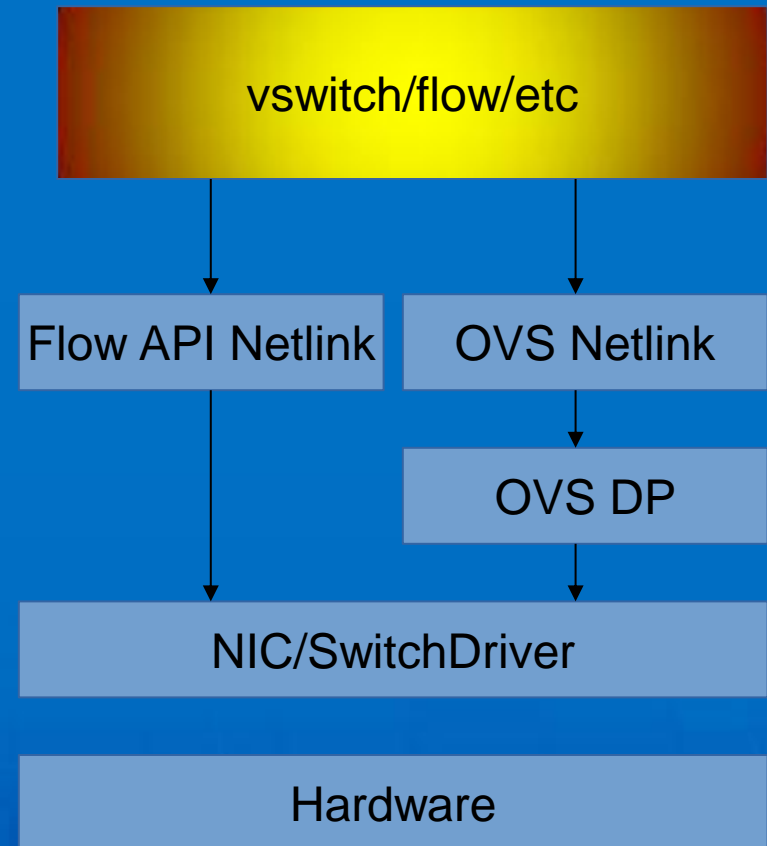 vswitch/flow/etc
Flow API Netlink
OVS Netlink
OVS DP
NIC/SwitchDriver
Hardware